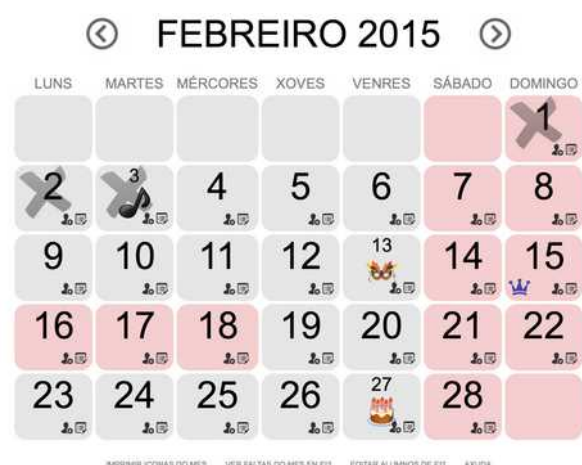 FEBREIRO 2015
LUNS MARTES MÉRCORES XOVES VENRES SÁBADO DOMINGO
1
2 3 4 5 6 7 8
9 10 11 12 13 14 15
16 17 18 19 20 21 22
23 24 25 26 27 28